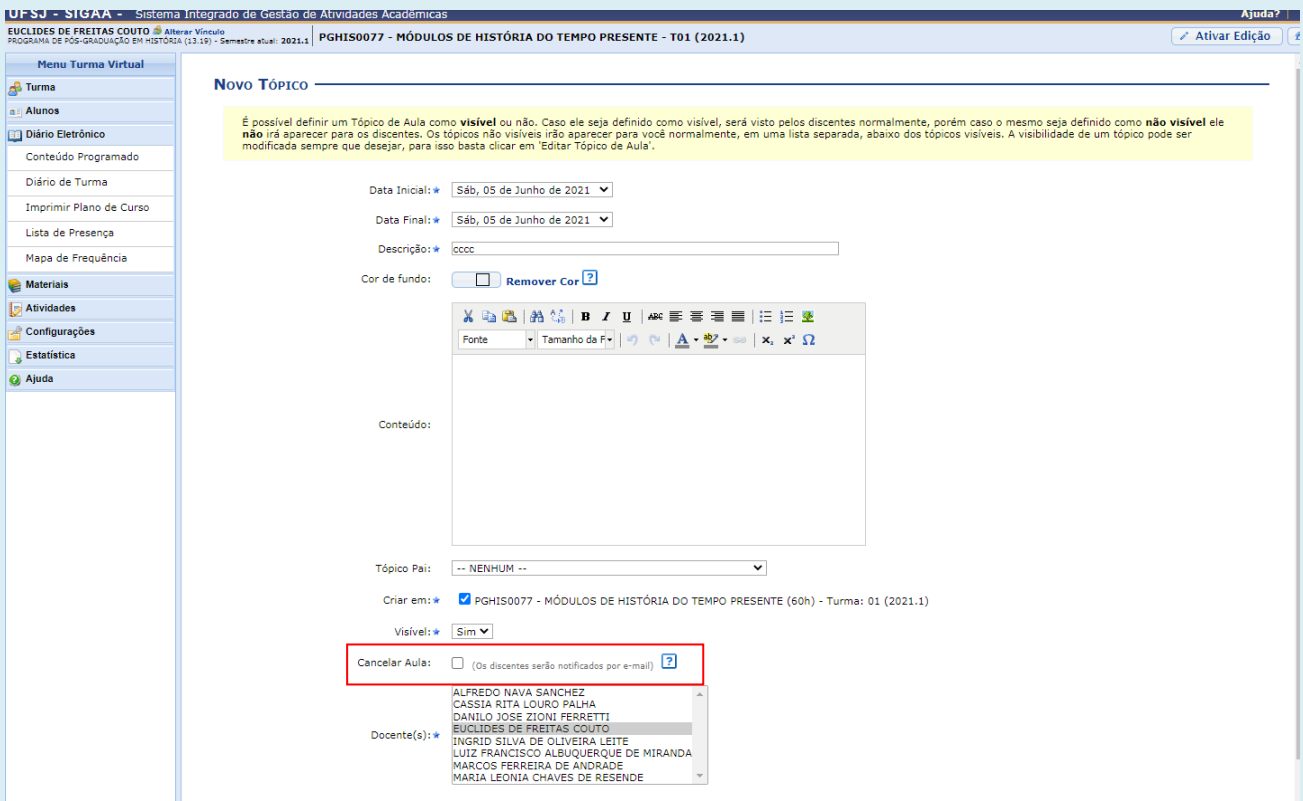 UFSJ - SIGAA - Sistema Integrado de Gestão de Atividades Acadêmicas
Ajuda?
EUCLIDES DE FREITAS COUTO Alterar Vínculo
PROGRAMA DE PÓS-GRADUAÇÃO EM HISTÓRIA (13.19) - Semestre atual: 2021.1
PGHIS0077 - MÓDULOS DE HISTÓRIA DO TEMPO PRESENTE - T01 (2021.1)
Ativar Edição
Menu Turma Virtual
Turma
Alunos
Diário Eletrônico
Conteúdo Programado
Diário de Turma
Imprimir Plano de Curso
Lista de Presença
Mapa de Frequência
Materiais
Atividades
Configurações
Estatística
Ajuda
Novo Tópico
É possível definir um Tópico de Aula como visível ou não. Caso ele seja definido como visível, será visto pelos discentes normalmente, porém caso o mesmo seja definido como não visível ele
não irá aparecer para os discentes. Os tópicos não visíveis irão aparecer para você normalmente, em uma lista separada, abaixo dos tópicos visíveis. A visibilidade de um tópico pode ser
modificada sempre que desejar, para isso basta clicar em 'Editar Tópico de Aula'.
Data Inicial: Sáb, 05 de Junho de 2021
Data Final: Sáb, 05 de Junho de 2021
Descrição: cccc
Cor de fundo: Remover Cor ?
B I U ABC
Fonte Tamanho da F A ab x₂ x² Ω
Conteúdo:
Tópico Pai: -- NENHUM --
Criar em: PGHIS0077 - MÓDULOS DE HISTÓRIA DO TEMPO PRESENTE (60h) - Turma: 01 (2021.1)
Visível: Sim
Cancelar Aula: (Os discentes serão notificados por e-mail) ?
Docente(s):
ALFREDO NAVA SANCHEZ
CASSIA RITA LOURO PALHA
DANILO JOSE ZIONI FERRETTI
EUCLIDES DE FREITAS COUTO
INGRID SILVA DE OLIVEIRA LEITE
LUIZ FRANCISCO ALBUQUERQUE DE MIRANDA
MARCOS FERREIRA DE ANDRADE
MARIA LEONIA CHAVES DE RESENDE